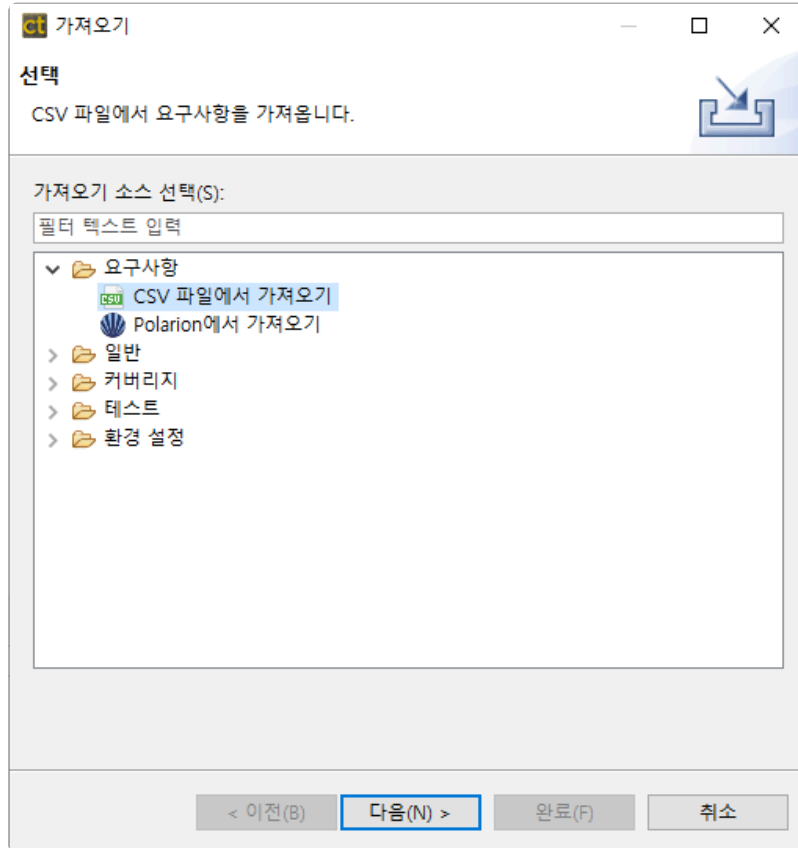 ct 가져오기
선택
CSV 파일에서 요구사항을 가져옵니다.
가져오기 소스 선택(S):
필터 텍스트 입력
요구사항
CSV CSV 파일에서 가져오기
Polarion에서 가져오기
일반
커버리지
테스트
환경 설정
< 이전(B) 다음(N) > 완료(F) 취소